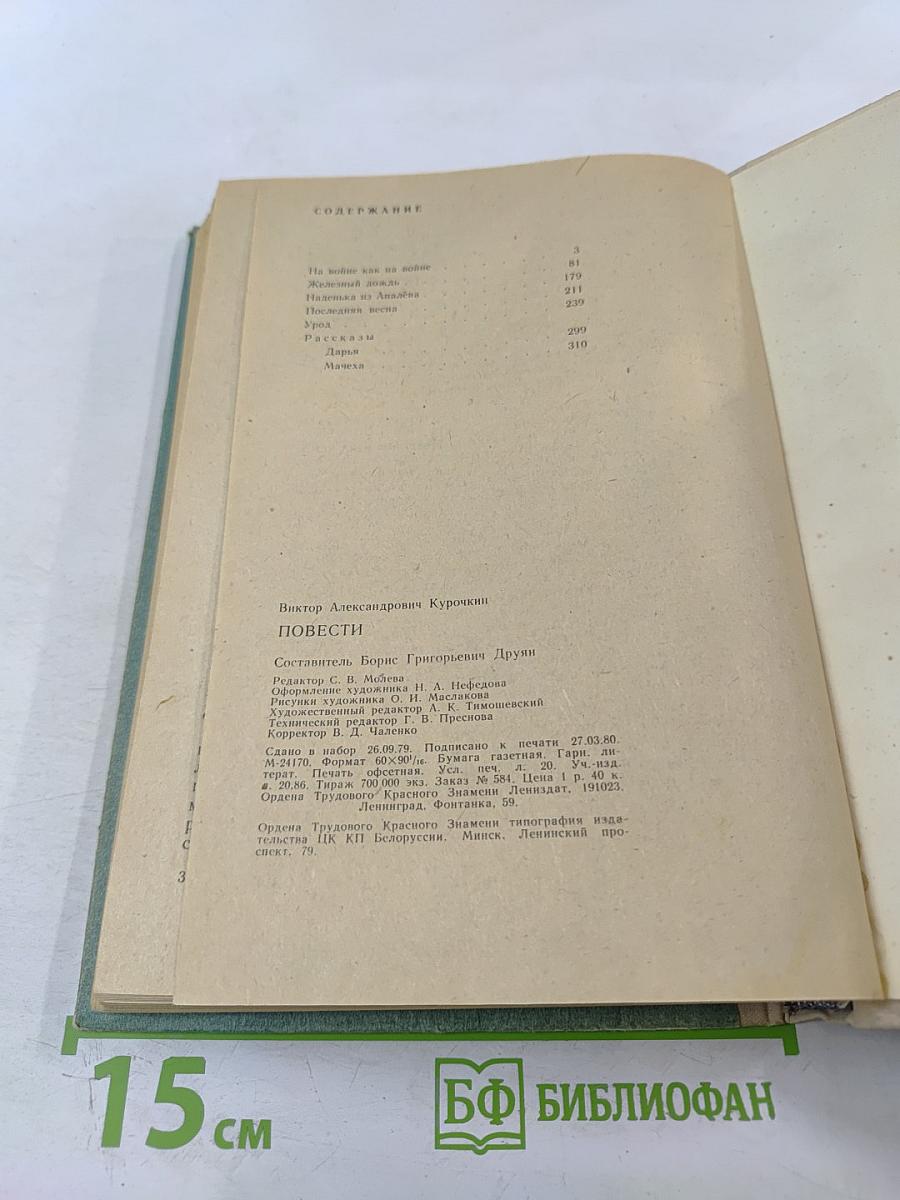 СОДЕРЖАНИЕ
На войне как на войне . . . . . . 3
Железный дождь . . . . . . 81
Наденька из Апалёва . . . . . . 179
Последняя весна . . . . . . 211
Урод . . . . . . 239
Рассказы
Дарья . . . . . . 299
Мачеха . . . . . . 310
Виктор Александрович Курочкин
ПОВЕСТИ
Составитель Борис Григорьевич Друян
Редактор С. В. Молева
Оформление художника Н. А. Нефедова
Рисунки художника О. И. Маслакова
Художественный редактор А. К. Тимошевский
Технический редактор Г. В. Преснова
Корректор В. Д. Чаленко
Сдано в набор 26.09.79. Подписано к печати 27.03.80.
М-24170. Формат 60×90¹/₁₆. Бумага газетная. Гарн. ли-
терат. Печать офсетная. Усл. печ. л. 20. Уч.-изд.
л. 20.86. Тираж 700 000 экз. Заказ № 584. Цена 1 р. 40 к.
Ордена Трудового Красного Знамени Лениздат, 191023,
Ленинград, Фонтанка, 59.
Ордена Трудового Красного Знамени типография изда-
тельства ЦК КП Белоруссии. Минск, Ленинский про-
спект, 79.
15 см
БФ БИБЛИОФАН